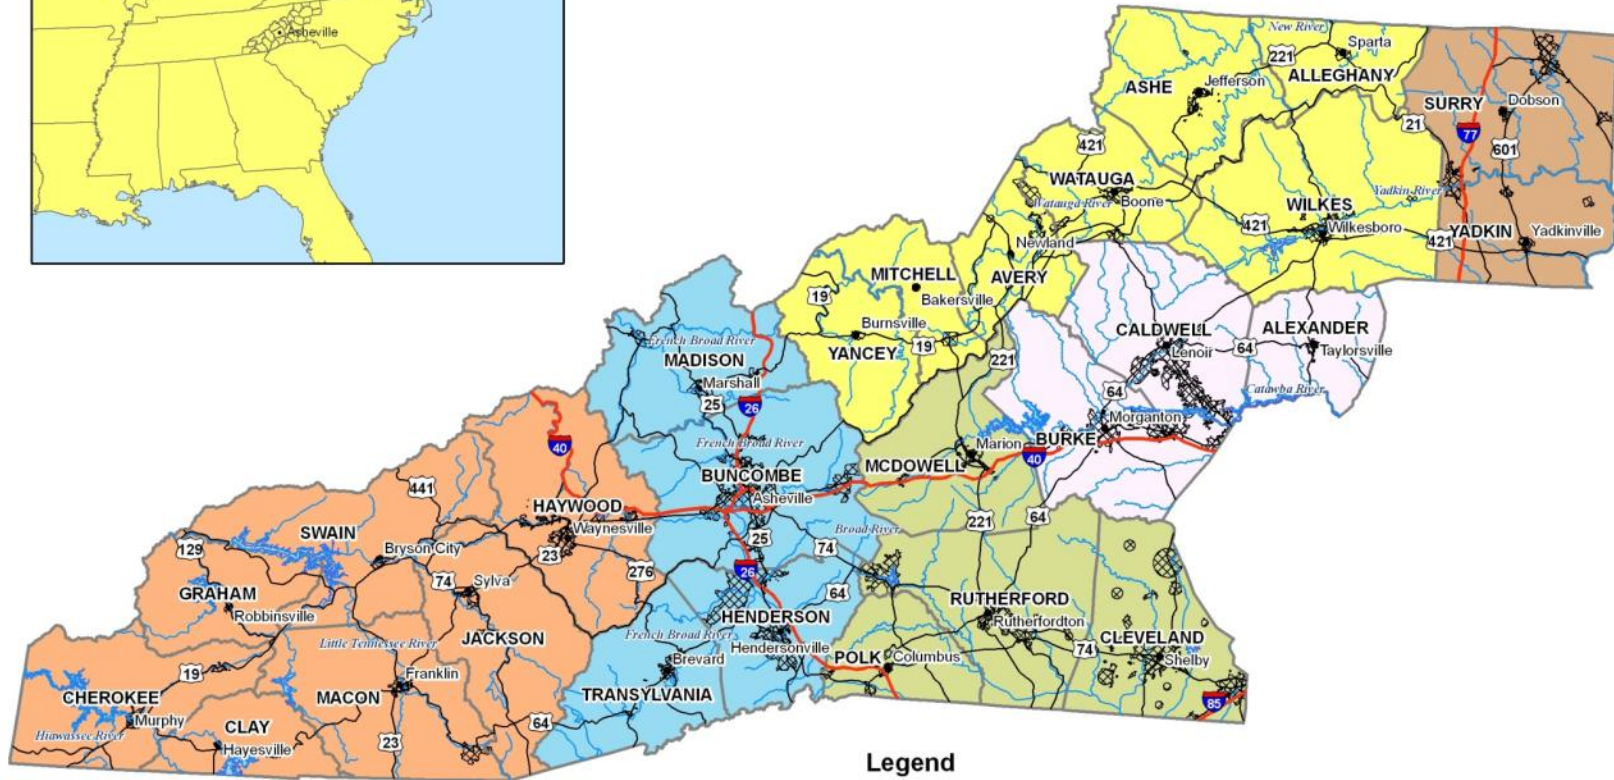 Asheville
New River
Sparta
221
ALLEGHANY
ASHE
Jefferson
SURRY
Dobson
21
77
601
421
WATAUGA
Boone
Watauga River
Yadkin River
WILKES
Wilkesboro
421
421
YADKIN
Yadkinville
Newland
AVERY
MITCHELL
Bakersville
19
Burnsville
19
YANCEY
221
CALDWELL
Lenoir
64
ALEXANDER
Taylorsville
64
Catawba River
Morganton
BURKE
French Broad River
MADISON
Marshall
25
26
French Broad River
BUNCOMBE
Asheville
40
Marion
MCDOWELL
40
441
HAYWOOD
Waynesville
23
221
64
Broad River
25
74
SWAIN
129
Bryson City
74
Sylva
276
26
64
GRAHAM
Robbinsville
HENDERSON
Hendersonville
RUTHERFORD
Rutherfordton
CLEVELAND
Shelby
74
JACKSON
Little Tennessee River
French Broad River
Brevard
POLK
Columbus
19
Franklin
CHEROKEE
Murphy
MACON
TRANSYLVANIA
85
64
CLAY
Hayesville
Hiawassee River
23
Legend